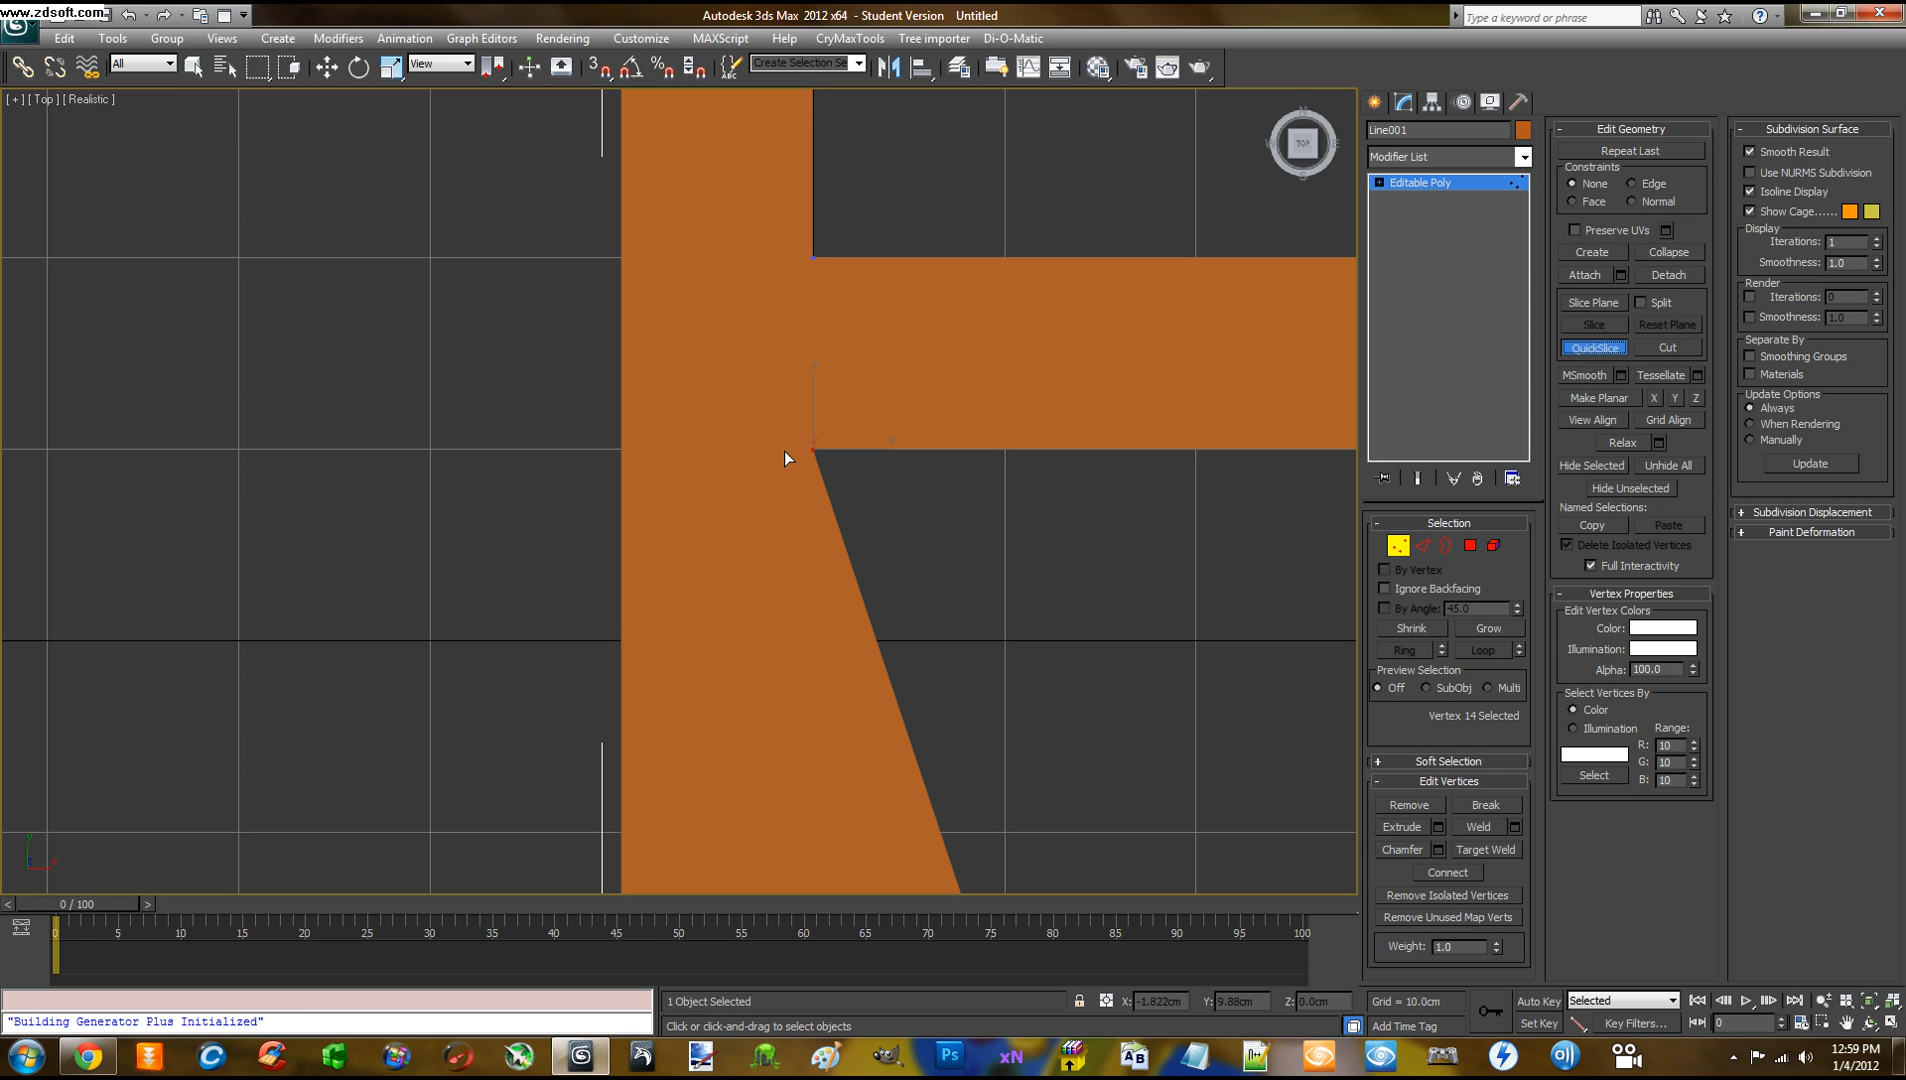 www.zdsoft.com
Autodesk 3ds Max 2012 x64 - Student Version Untitled
Type a keyword or phrase
Edit Tools Group Views Create Modifiers Animation Graph Editors Rendering Customize MAXScript Help CryMaxTools Tree importer Di-O-Matic
All View Create Selection Se
[ + ] [ Top ] [ Realistic ]
TOP
Line001
Modifier List
Editable Poly
Selection
By Vertex
Ignore Backfacing
By Angle: 45.0
Shrink Grow
Ring Loop
Preview Selection
Off SubObj Multi
Vertex 14 Selected
Soft Selection
Edit Vertices
Remove Break
Extrude Weld
Chamfer Target Weld
Connect
Remove Isolated Vertices
Remove Unused Map Verts
Weight: 1.0
Edit Geometry
Repeat Last
Constraints
None Edge
Face Normal
Preserve UVs
Create Collapse
Attach Detach
Slice Plane Split
Slice Reset Plane
QuickSlice Cut
MSmooth Tessellate
Make Planar X Y Z
View Align Grid Align
Relax
Hide Selected Unhide All
Hide Unselected
Named Selections:
Copy Paste
Delete Isolated Vertices
Full Interactivity
Vertex Properties
Edit Vertex Colors
Color:
Illumination:
Alpha: 100.0
Select Vertices By
Color
Illumination Range:
R: 10
G: 10
B: 10
Select
Subdivision Surface
Smooth Result
Use NURMS Subdivision
Isoline Display
Show Cage......
Display
Iterations: 1
Smoothness: 1.0
Render
Iterations: 0
Smoothness: 1.0
Separate By
Smoothing Groups
Materials
Update Options
Always
When Rendering
Manually
Update
Subdivision Displacement
Paint Deformation
0 / 100
0 5 10 15 20 25 30 35 40 45 50 55 60 65 70 75 80 85 90 95 100
"Building Generator Plus Initialized"
1 Object Selected X: -1.822cm Y: 9.88cm Z: 0.0cm Grid = 10.0cm
Click or click-and-drag to select objects Add Time Tag
Auto Key Selected
Set Key Key Filters... 0
12:59 PM
1/4/2012